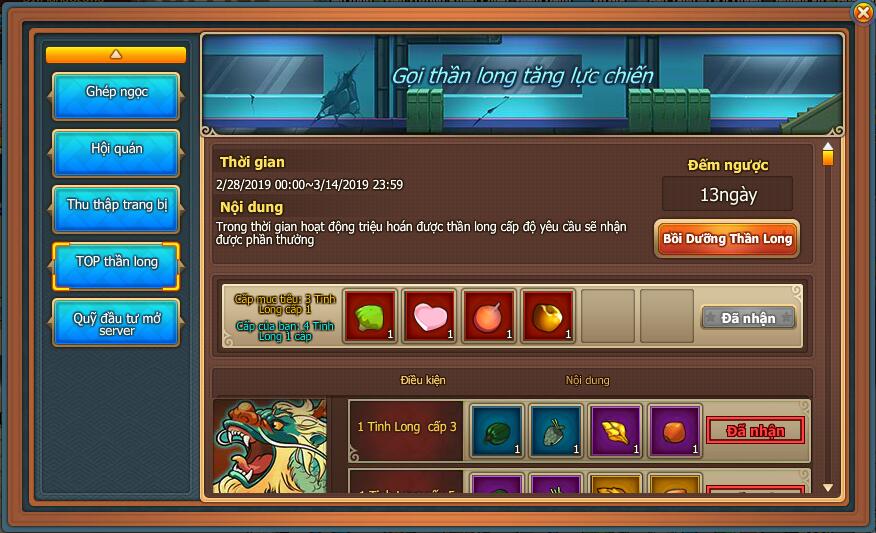 Gọi thần long tăng lực chiến
Ghép ngọc
Hội quán
Thu thập trang bị
TOP thần long
Quỹ đầu tư mở
server
Thời gian
2/28/2019 00:00~3/14/2019 23:59
Nội dung
Trong thời gian hoạt động triệu hoán được thần long cấp độ yêu cầu sẽ nhận
được phần thưởng
Đếm ngược
13ngày
Bồi Dưỡng Thần Long
Cấp mục tiêu: 3 Tinh
Long cấp 1
Cấp của bạn: 4 Tinh
Long 1 cấp
1 1 1 1
Đã nhận
Điều kiện Nội dung
1 Tinh Long cấp 3
1 1 1 1
Đã nhận
1 Tinh Long cấp 5